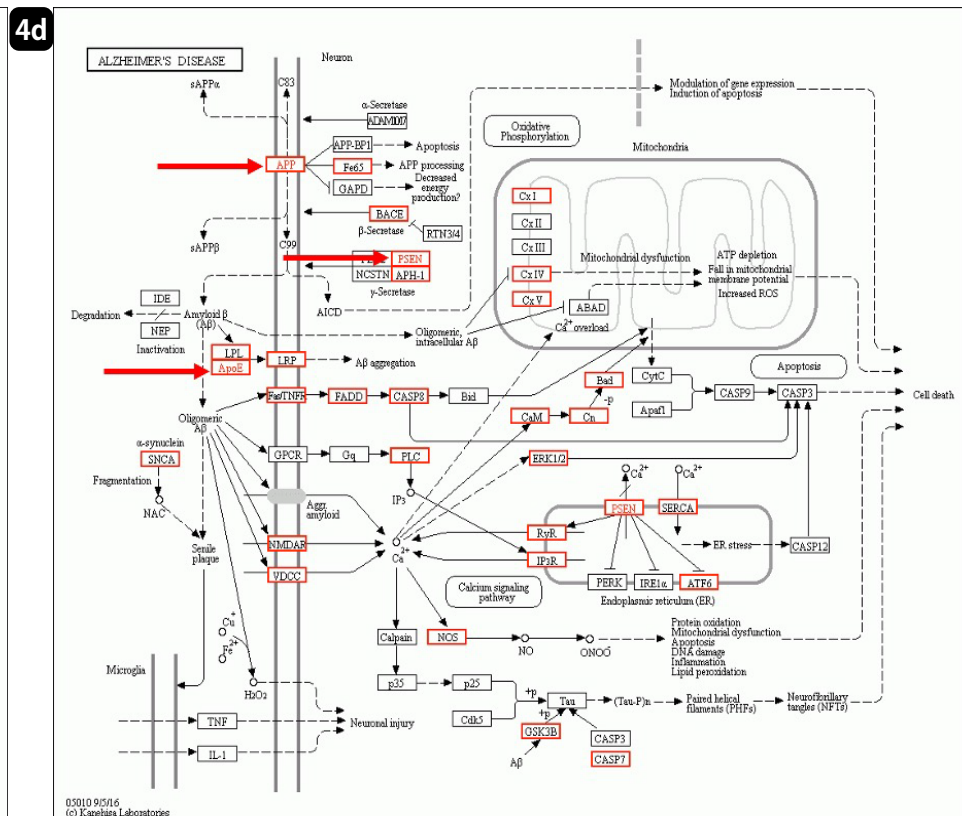 4d
ALZHEIMER'S DISEASE
Neuron
sAPPα
C83
α-Secretase
ADAM10/17
Modulation of gene expression
Induction of apoptosis
Oxidative
Phosphorylation
Mitochondria
APP
APP-BP1
Apoptosis
Fe65
APP processing
GAPD
Decreased
energy
production?
BACE
β-Secretase
RTN3/4
sAPPβ
C99
PSEN
NCSTN
APH-1
γ-Secretase
AICD
Cx I
Cx II
Cx III
Cx IV
Cx V
Mitochondrial dysfunction
ATP depletion
Fall in mitochondrial
membrane potential
Increased ROS
ABAD
Ca2+ overload
IDE
Degradation
NEP
Inactivation
Amyloid β
(Aβ)
Oligomeric,
intracellular Aβ
LPL
ApoE
LRP
Aβ aggregation
Fas/TNFR
FADD
CASP8
Bid
Bad
-p
CaM
Cn
CytC
Apaf1
Apoptosis
CASP9
CASP3
Cell death
Oligomeric
Aβ
α-synuclein
SNCA
Fragmentation
NAC
GPCR
Gq
PLC
IP3
ERK1/2
Aggr.
amyloid
Senile
plaque
NMDAR
VDCC
Ca2+
RyR
IP3R
Ca2+
Ca2+
PSEN
SERCA
ER stress
CASP12
PERK
IRE1α
ATF6
Endoplasmic reticulum (ER)
Calcium signaling
pathway
Cu+
Fe2+
H2O2
Microglia
TNF
IL-1
Neuronal injury
Calpain
NOS
NO
ONOO-
Protein oxidation
Mitochondrial dysfunction
Apoptosis
DNA damage
Inflammation
Lipid peroxidation
p35
p25
Cdk5
+p
Tau
(Tau-P)n
Paired helical
filaments (PHFs)
Neurofibrillary
tangles (NFTs)
+p
GSK3B
Aβ
CASP3
CASP7
05010 9/5/16
(c) Kanehisa Laboratories